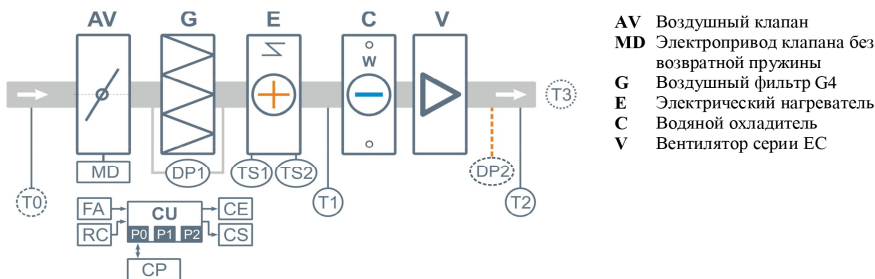 AV G E C V
W
T3
MD DP1 TS1 TS2 DP2
T0 T1 T2
FA CU CE
RC P0 P1 P2 CS
CP
AV Воздушный клапан
MD Электропривод клапана без
возвратной пружины
G Воздушный фильтр G4
E Электрический нагреватель
C Водяной охладитель
V Вентилятор серии EC